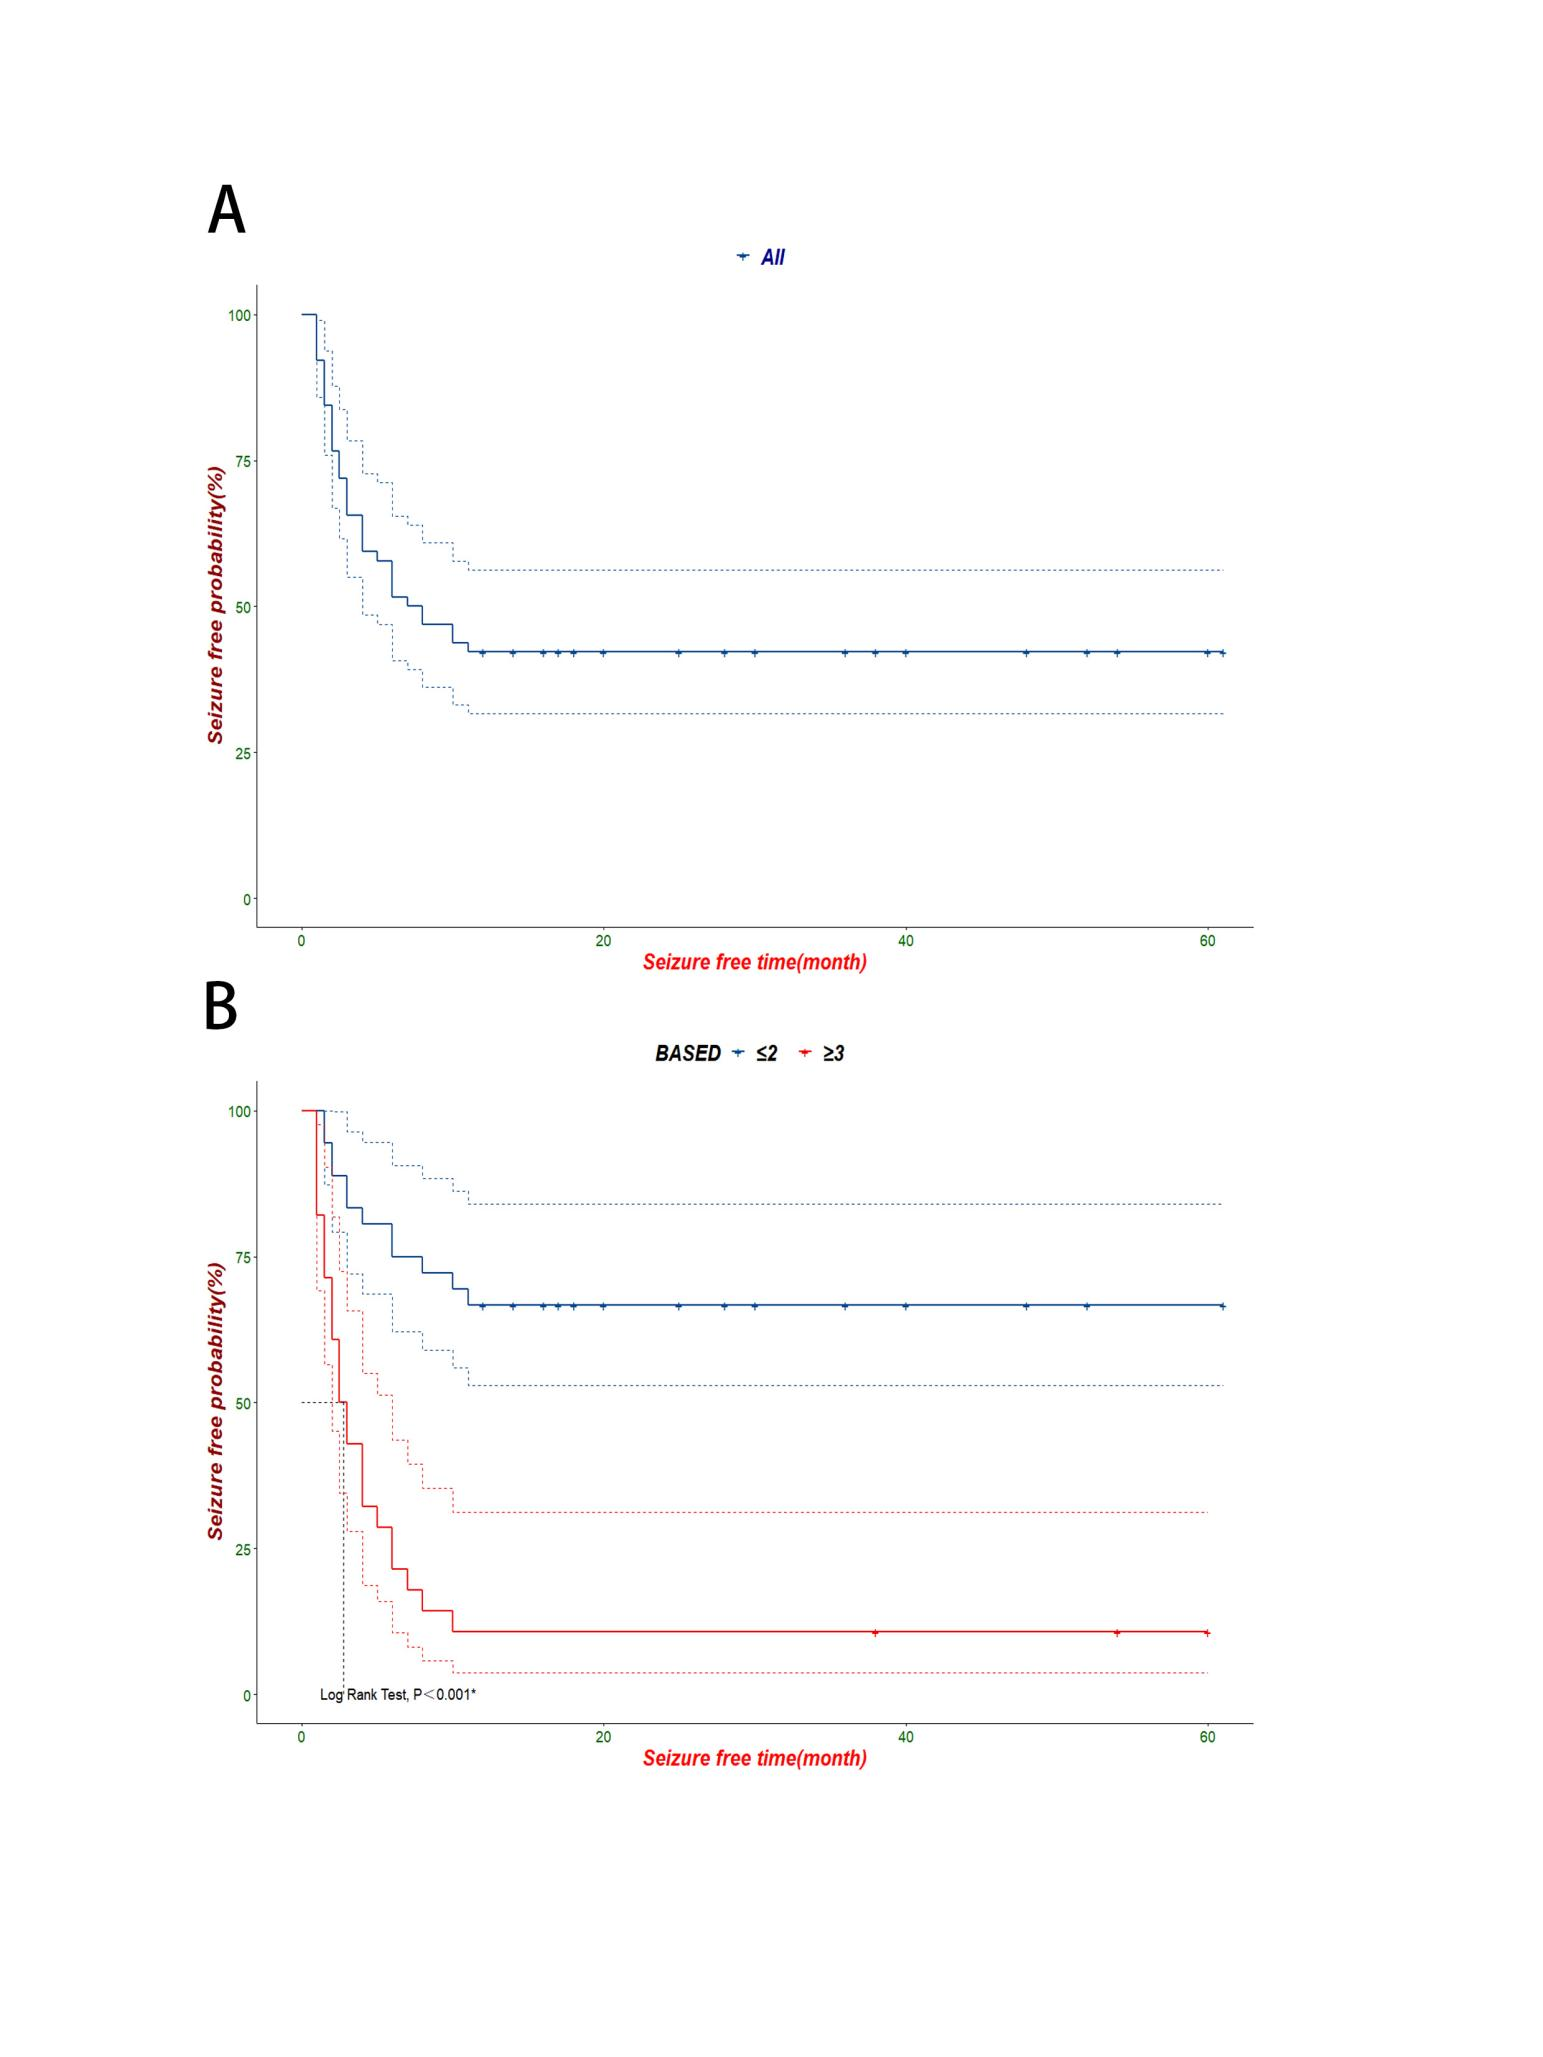 A
All
100
75
50
25
0
Seizure free probability(%)
0 20 40 60
Seizure free time(month)
B
BASED ≤2 ≥3
100
75
50
25
0
Seizure free probability(%)
Log Rank Test, P＜0.001*
0 20 40 60
Seizure free time(month)